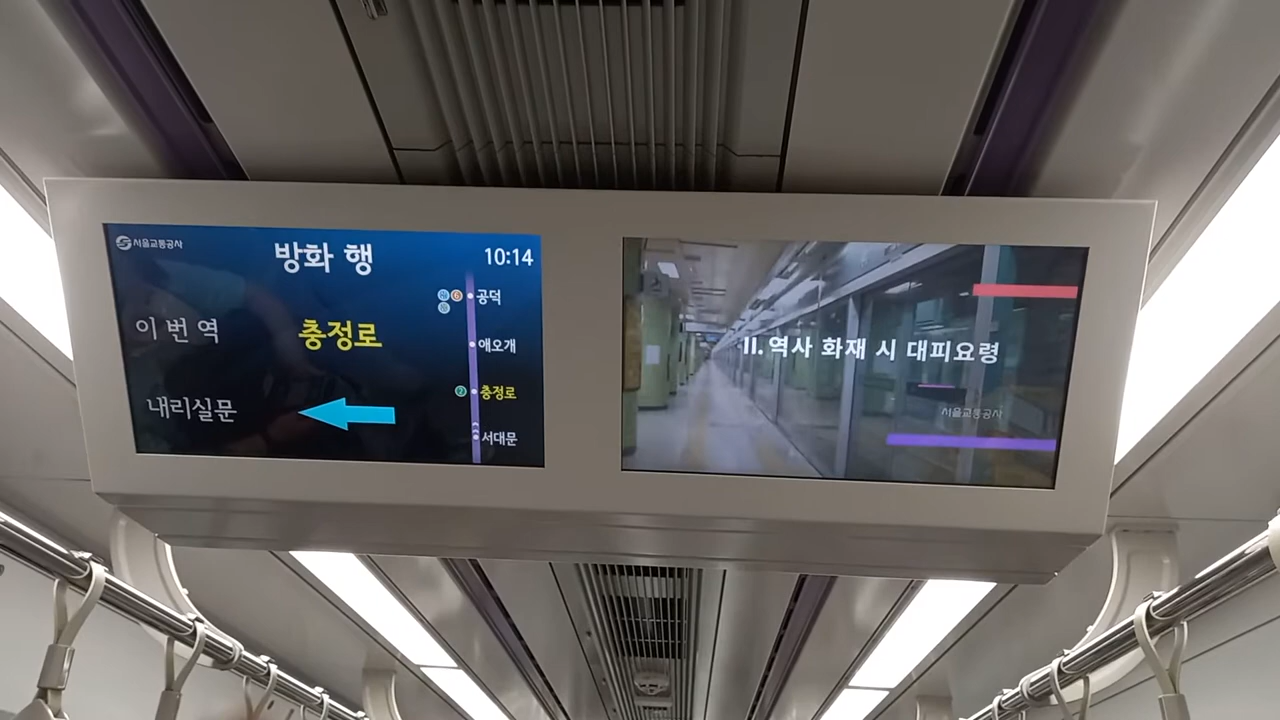 서울교통공사
방화 행
10:14
이 번 역
충정로
내리실문
6
공덕
애오개
2
충정로
서대문
II. 역사 화재 시 대피요령
서울교통공사